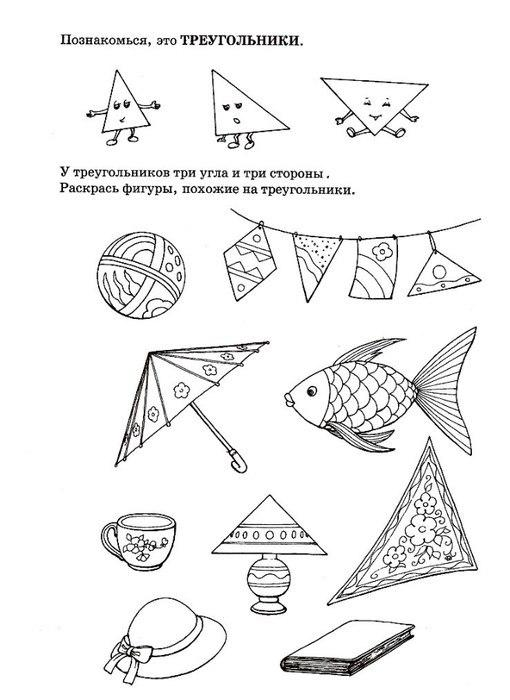 Познакомься, это ТРЕУГОЛЬНИКИ.
У треугольников три угла и три стороны .
Раскрась фигуры, похожие на треугольники.